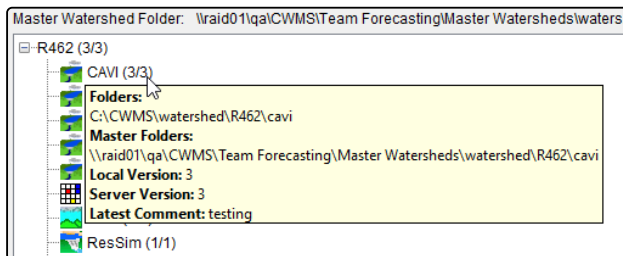 Master Watershed Folder: \\raid01\qa\CWMS\Team Forecasting\Master Watersheds\waters
R462 (3/3)
CAVI (3/3)
Folders:
C:\CWMS\watershed\R462\cavi
Master Folders:
\\raid01\qa\CWMS\Team Forecasting\Master Watersheds\watershed\R462\cavi
Local Version: 3
Server Version: 3
Latest Comment: testing
ResSim (1/1)